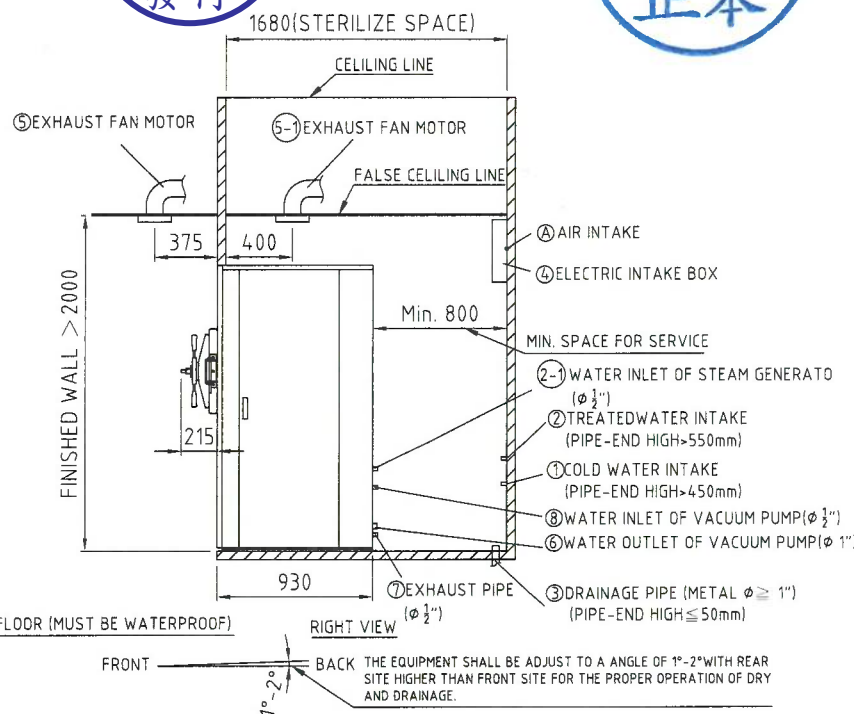 接 付
正本
1680(STERILIZE SPACE)
CELILING LINE
⑤EXHAUST FAN MOTOR
5-1 EXHAUST FAN MOTOR
FALSE CELILING LINE
375
400
Ⓐ AIR INTAKE
④ELECTRIC INTAKE BOX
FINISHED WALL > 2000
Min. 800
MIN. SPACE FOR SERVICE
2-1 WATER INLET OF STEAM GENERATO
(Φ 1/2")
②TREATEDWATER INTAKE
(PIPE-END HIGH>550mm)
215
①COLD WATER INTAKE
(PIPE-END HIGH>450mm)
⑧WATER INLET OF VACUUM PUMP(Φ 1/2")
⑥WATER OUTLET OF VACUUM PUMP(Φ 1")
930
⑦EXHAUST PIPE
(Φ 1/2")
③DRAINAGE PIPE (METAL Φ≧ 1")
(PIPE-END HIGH≦50mm)
FLOOR (MUST BE WATERPROOF)
RIGHT VIEW
FRONT
BACK
1°-2°
THE EQUIPMENT SHALL BE ADJUST TO A ANGLE OF 1°-2°WITH REAR
SITE HIGHER THAN FRONT SITE FOR THE PROPER OPERATION OF DRY
AND DRAINAGE.